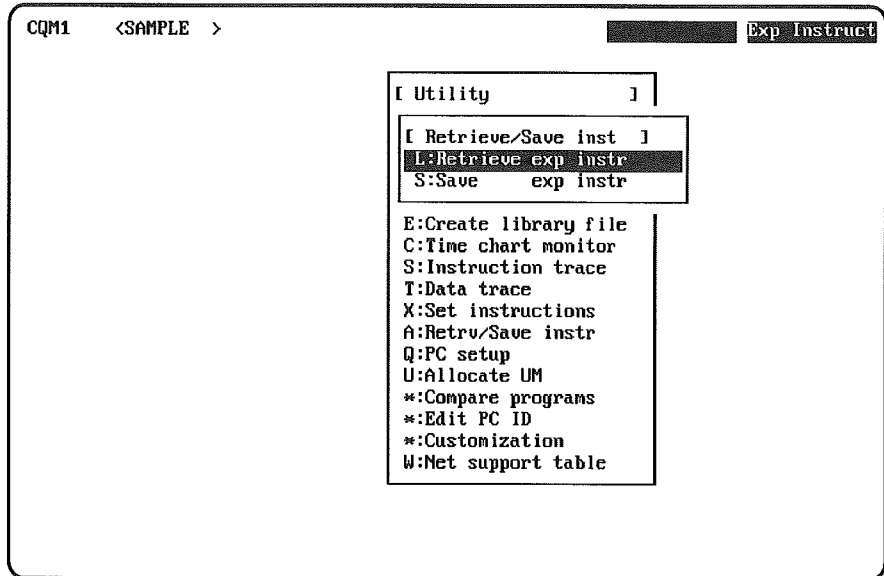 CQM1 <SAMPLE > Exp Instruct
[ Utility ]
[ Retrieve/Save inst ]
L:Retrieve exp instr
S:Save exp instr
E:Create library file
C:Time chart monitor
S:Instruction trace
T:Data trace
X:Set instructions
A:Retrv/Save instr
Q:PC setup
U:Allocate UM
*:Compare programs
*:Edit PC ID
*:Customization
W:Net support table